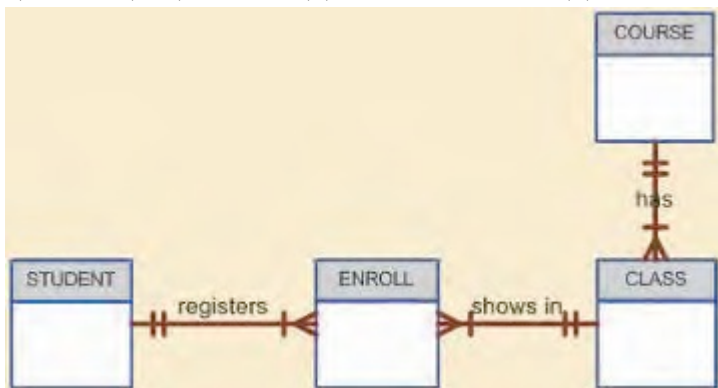 COURSE
has
STUDENT
registers
ENROLL
shows in
CLASS